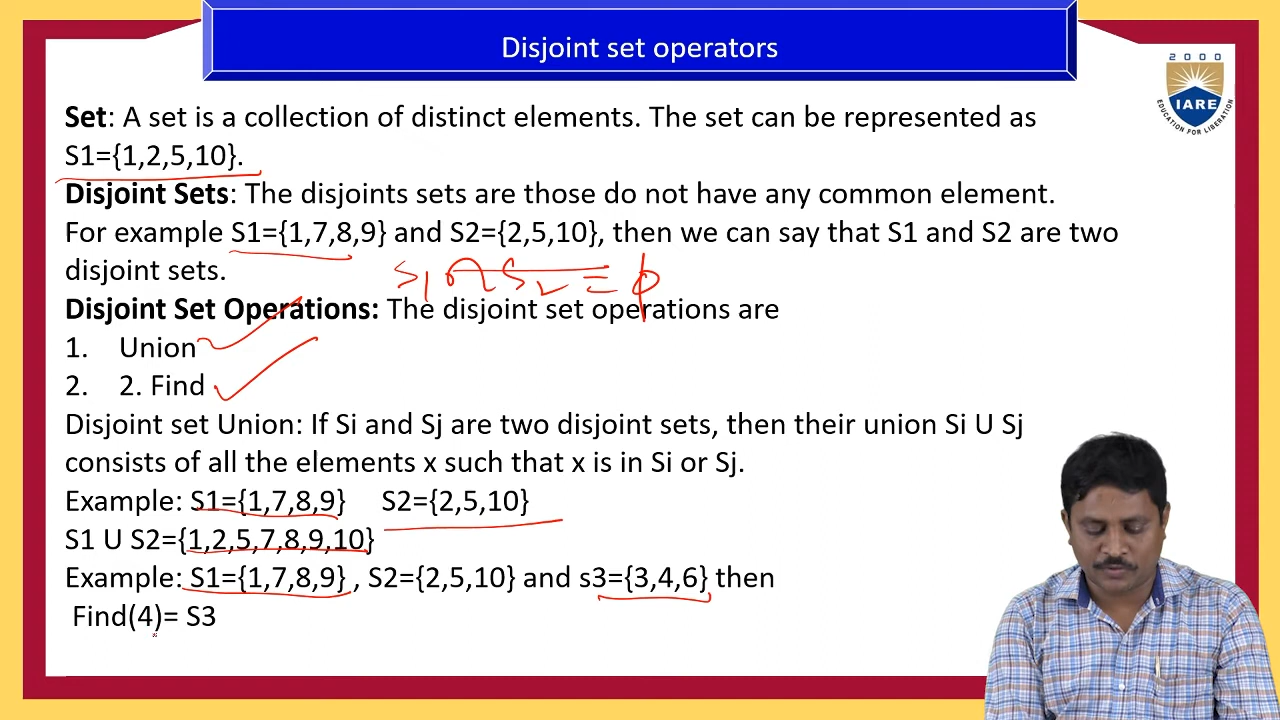 Disjoint set operators
2 0 0 0
IARE
EDUCATION FOR LIBERATION
Set: A set is a collection of distinct elements. The set can be represented as
S1={1,2,5,10}.
Disjoint Sets: The disjoints sets are those do not have any common element.
For example S1={1,7,8,9} and S2={2,5,10}, then we can say that S1 and S2 are two
disjoint sets.
S1 ∩ S2 = ϕ
Disjoint Set Operations: The disjoint set operations are
1. Union
2. 2. Find
Disjoint set Union: If Si and Sj are two disjoint sets, then their union Si U Sj
consists of all the elements x such that x is in Si or Sj.
Example: S1={1,7,8,9} S2={2,5,10}
S1 U S2={1,2,5,7,8,9,10}
Example: S1={1,7,8,9} , S2={2,5,10} and s3={3,4,6} then
Find(4)= S3